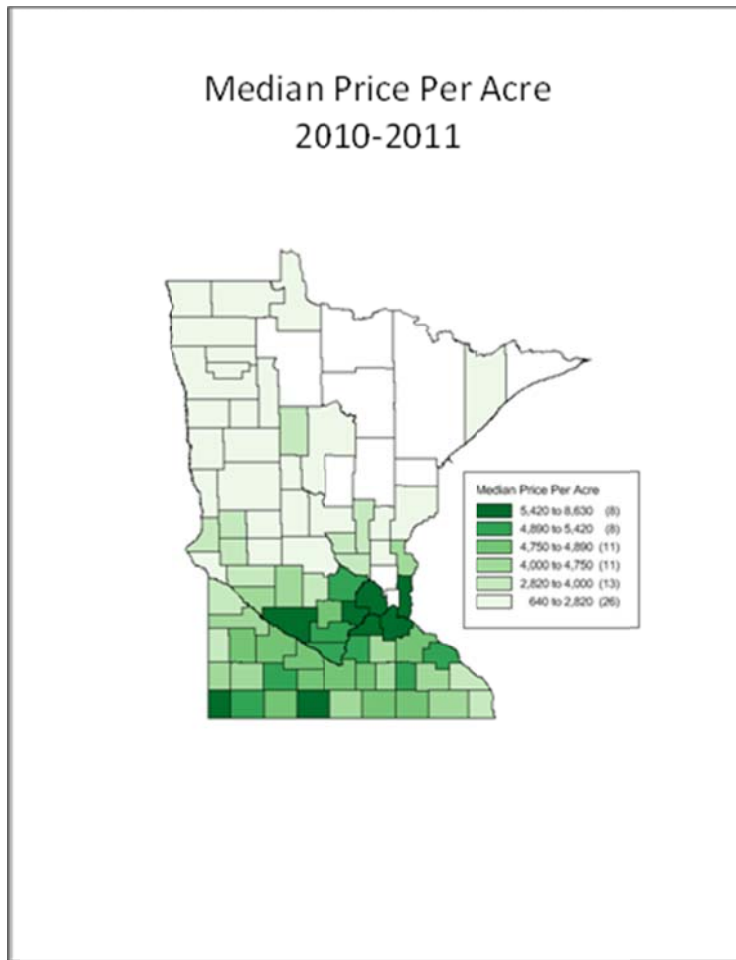 Median Price Per Acre
2010-2011
Median Price Per Acre
5,420 to 8,630 (8)
4,890 to 5,420 (8)
4,750 to 4,890 (11)
4,000 to 4,750 (11)
2,820 to 4,000 (13)
640 to 2,820 (26)